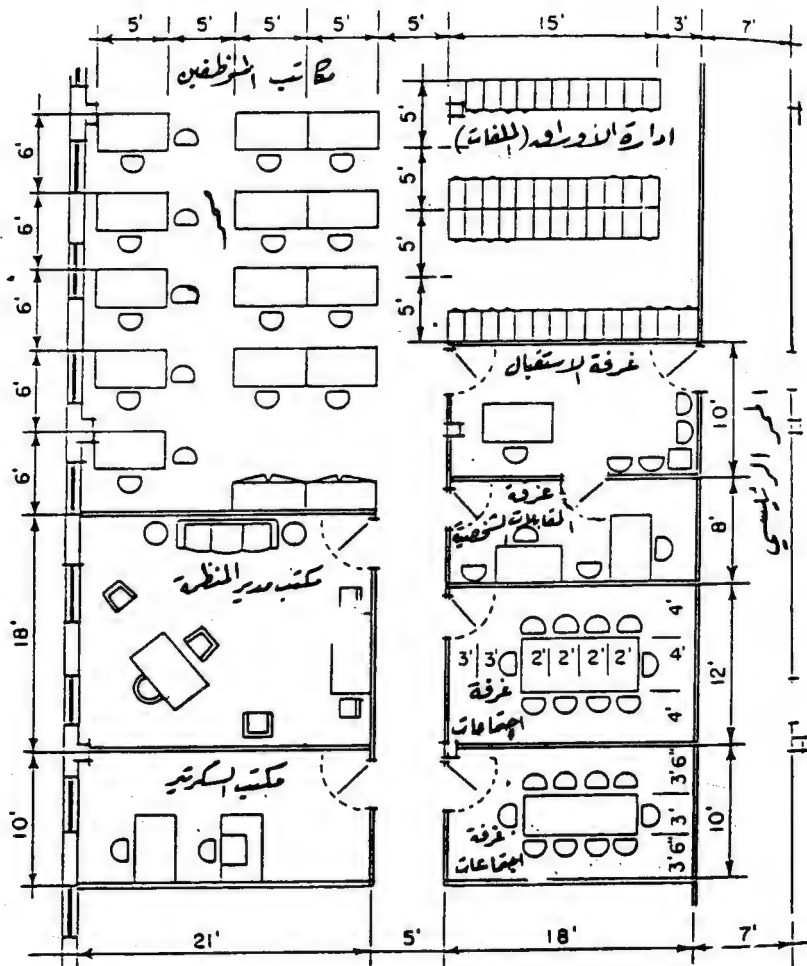 5' 5' 5' 5' 5' 15' 3' 7'
مكاتب الموظفين
5'
ادارة الأوراق (الملفات)
6'
5'
6'
5'
6'
5'
6'
غرفة الاستقبال
10'
الممر الرئيسي
6'
غرفة
المقابلات الشخصية
8'
مكتب مدير المنظمة
18'
4'
3' 3' 2' 2' 2' 2' 4'
12'
غرفة
اجتماعات
4'
مكتب السكرتير
3'6"
10'
3'
10'
غرفة
اجتماعات
3'6"
21' 5' 18' 7'